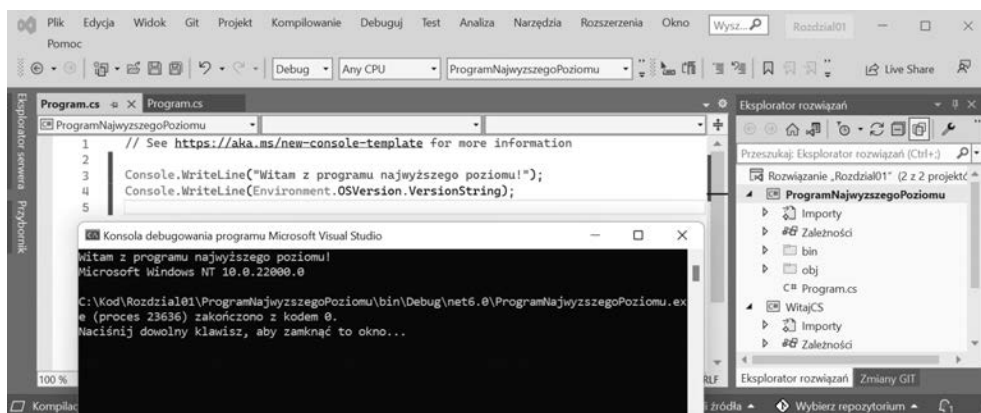 Plik Edycja Widok Git Projekt Kompilowanie Debuguj Test Analiza Narzędzia Rozszerzenia Okno Wysz... Rozdzial01
Pomoc
Debug Any CPU ProgramNajwyzszegoPoziomu Live Share
Eksplorator serwera Przybornik
Program.cs Program.cs
ProgramNajwyzszegoPoziomu
1 // See https://aka.ms/new-console-template for more information
2
3 Console.WriteLine("Witam z programu najwyższego poziomu!");
4 Console.WriteLine(Environment.OSVersion.VersionString);
5
Konsola debugowania programu Microsoft Visual Studio
Witam z programu najwyższego poziomu!
Microsoft Windows NT 10.0.22000.0
C:\Kod\Rozdzial01\ProgramNajwyzszegoPoziomu\bin\Debug\net6.0\ProgramNajwyzszegoPoziomu.ex
e (proces 23636) zakończono z kodem 0.
Naciśnij dowolny klawisz, aby zamknąć to okno...
100 %
RLF
Kompilac
Eksplorator rozwiązań
Przeszukaj: Eksplorator rozwiązań (Ctrl+;)
Rozwiązanie „Rozdzial01" (2 z 2 projektó
ProgramNajwyzszegoPoziomu
Importy
Zależności
bin
obj
C# Program.cs
WitajCS
Importy
Zależności
Eksplorator rozwiązań Zmiany GIT
i źródła Wybierz repozytorium 1